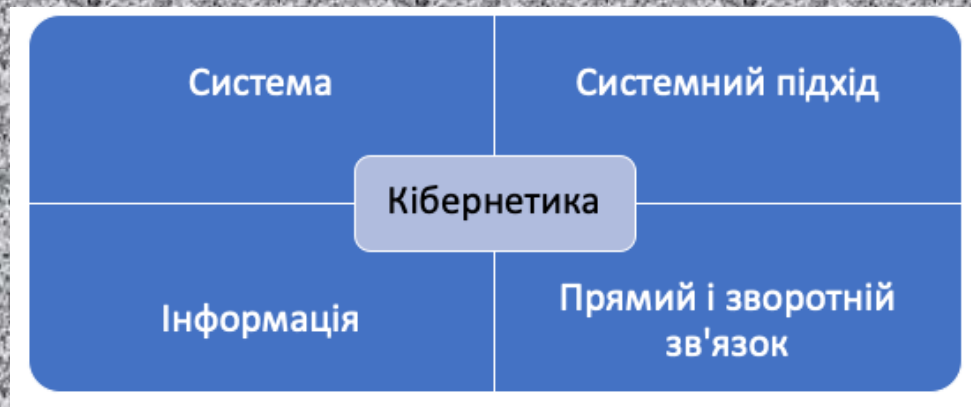 Система
Системний підхід
Кібернетика
Інформація
Прямий і зворотній
зв'язок